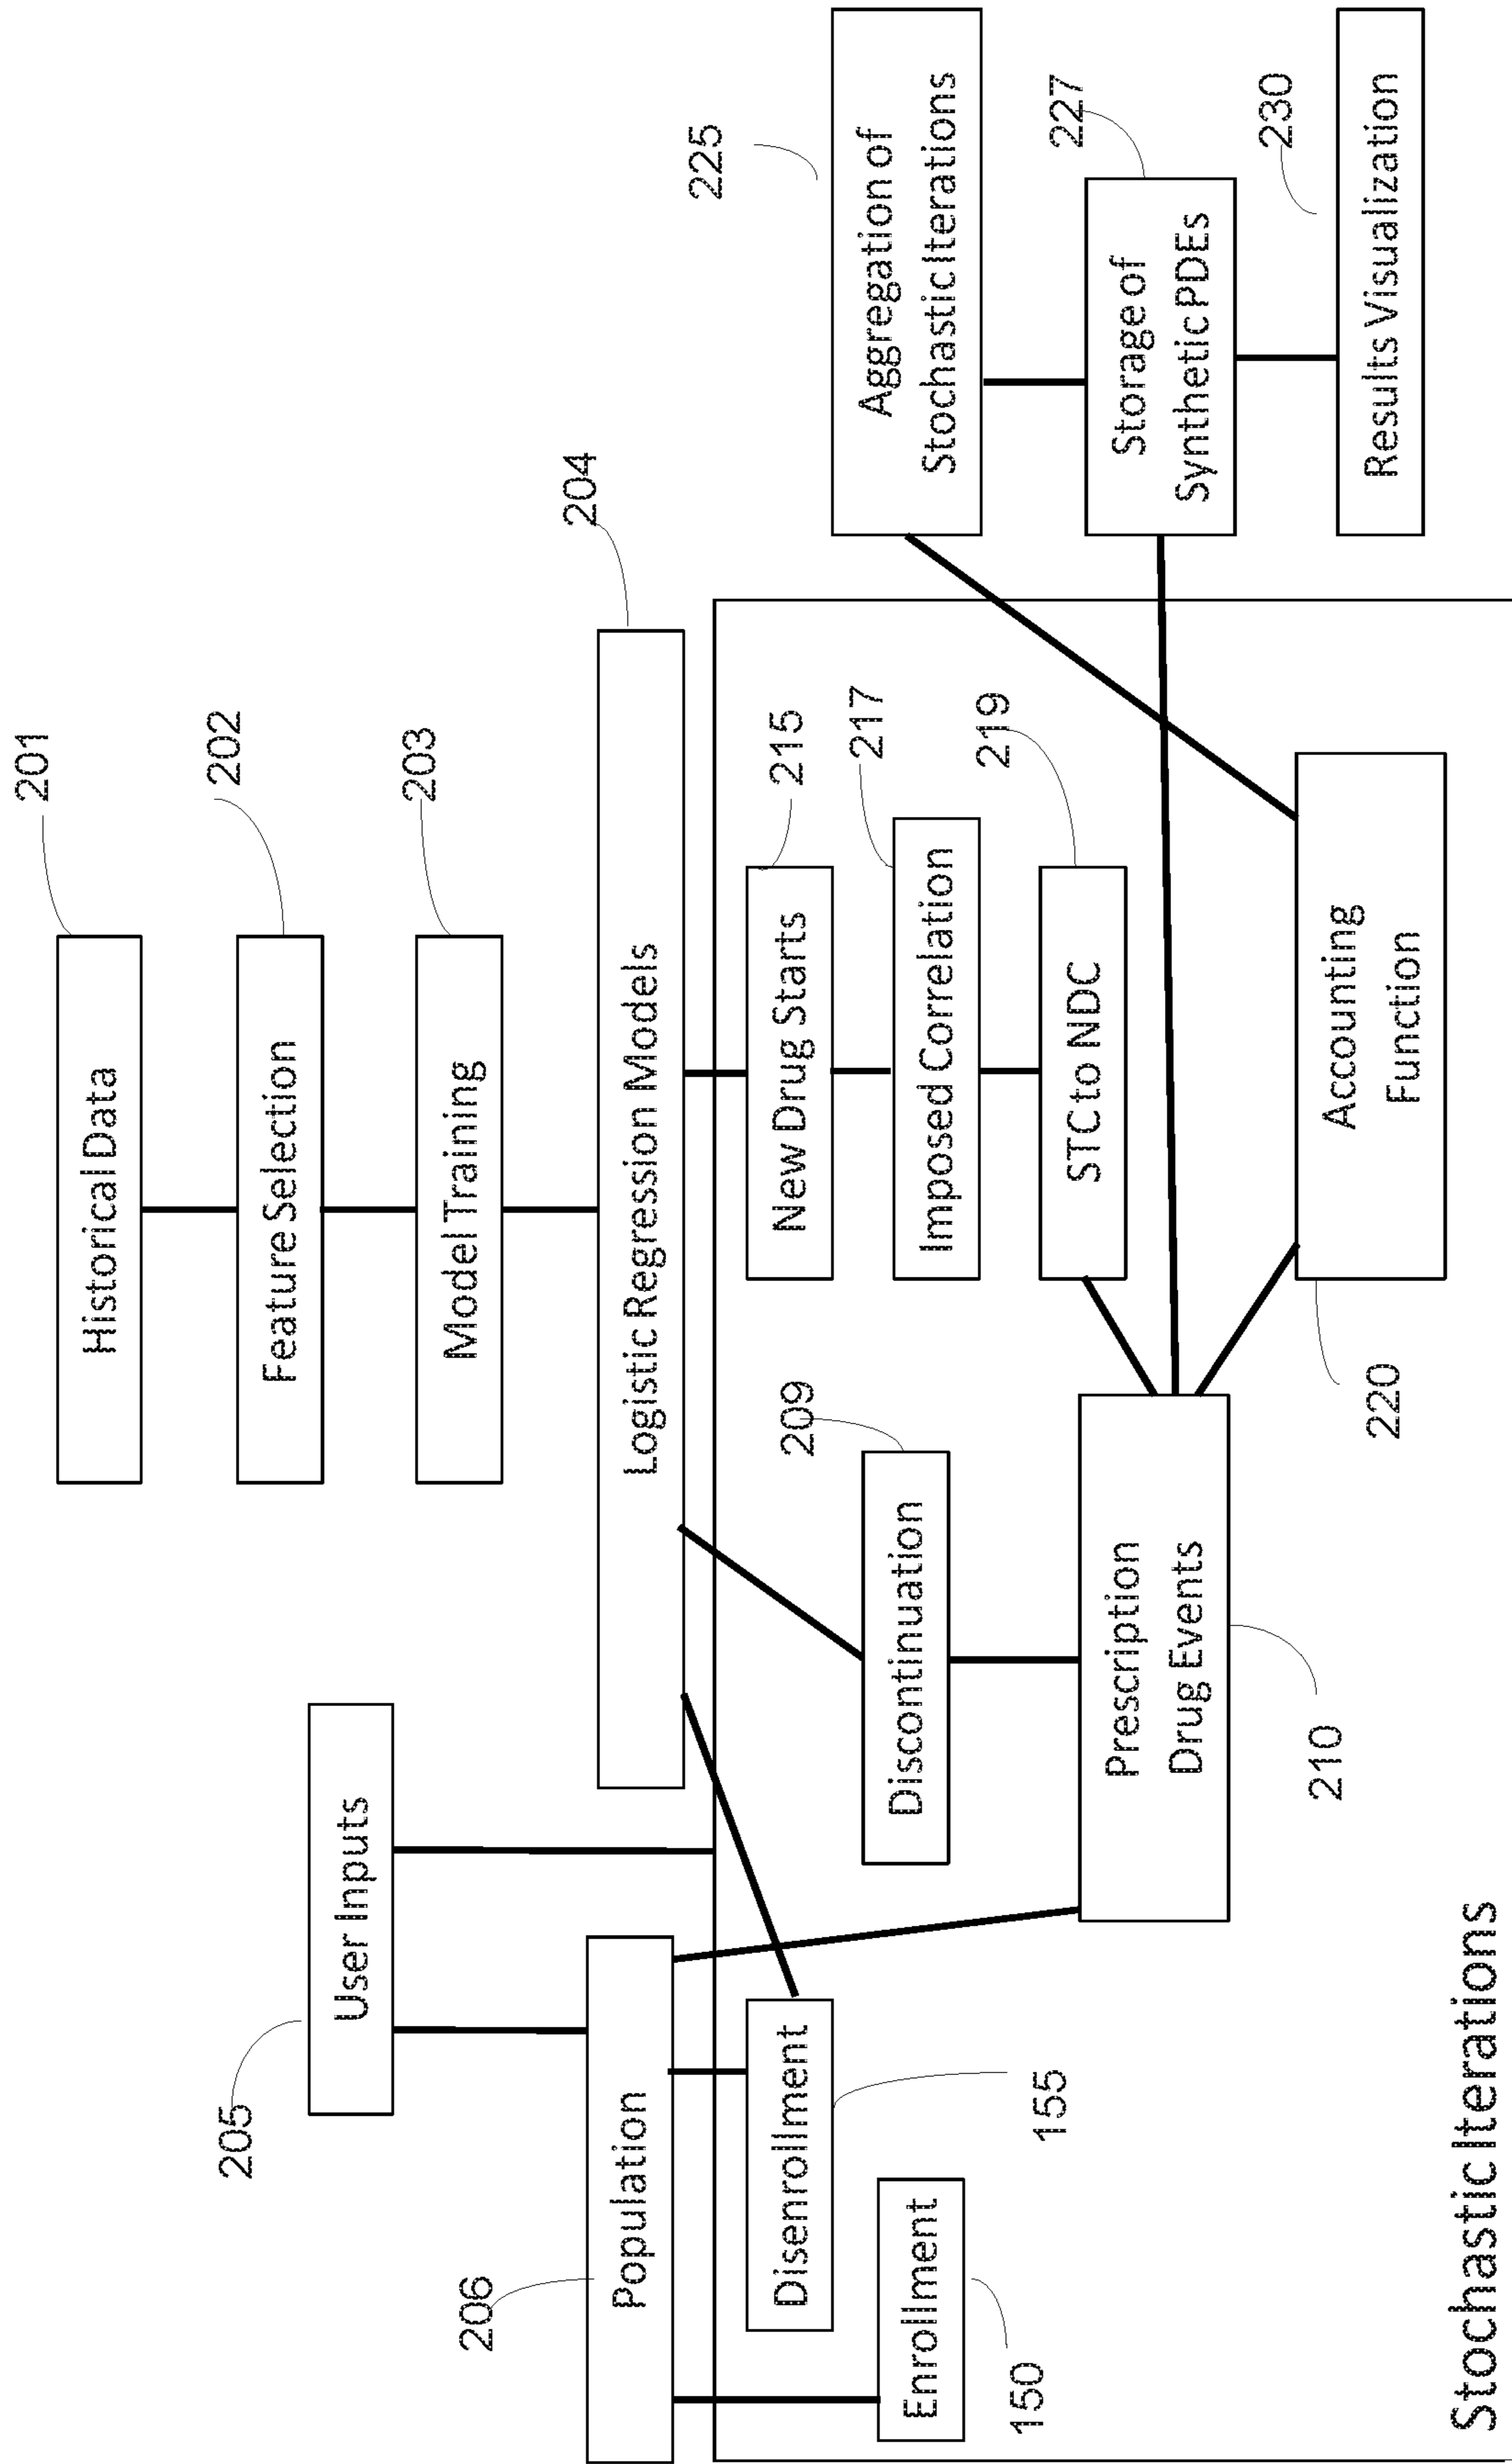 201
Historical Data
202
Feature Selection
203
Model Training
205
User Inputs
204
Logistic Regression Models
206
Population
Disenrollment
155
Enrollment
150
209
Discontinuation
Prescription
Drug Events
210
215
New Drug Starts
217
Imposed Correlation
219
STC to NDC
Accounting
Function
220
225
Aggregation of
Stochastic Iterations
227
Storage of
Synthetic PDEs
230
Results Visualization
Stochastic Iterations